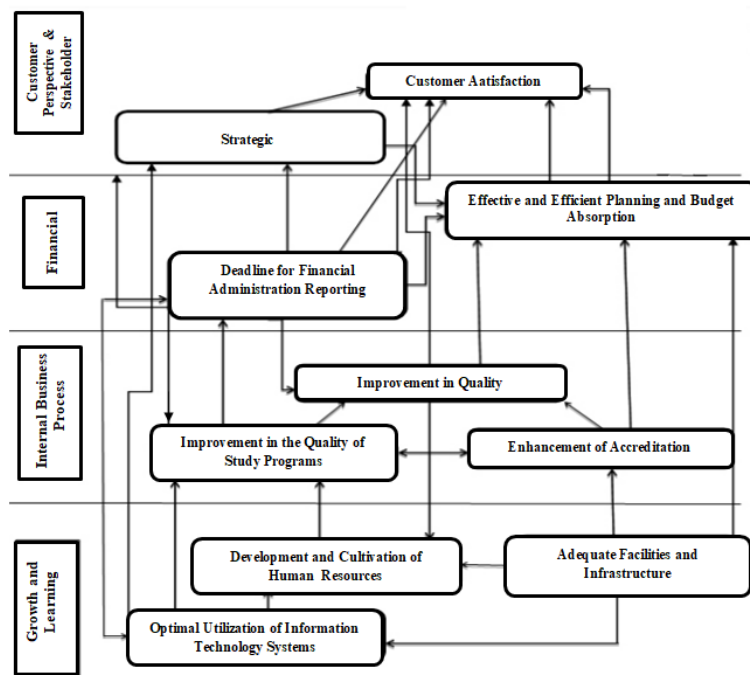 Customer
Perspective &
Stakeholder
Customer Aatisfaction
Strategic
Financial
Effective and Efficient Planning and Budget
Absorption
Deadline for Financial
Administration Reporting
Internal Business
Process
Improvement in Quality
Improvement in the Quality of
Study Programs
Enhancement of Accreditation
Growth and
Learning
Development and Cultivation of
Human Resources
Adequate Facilities and
Infrastructure
Optimal Utilization of Information
Technology Systems